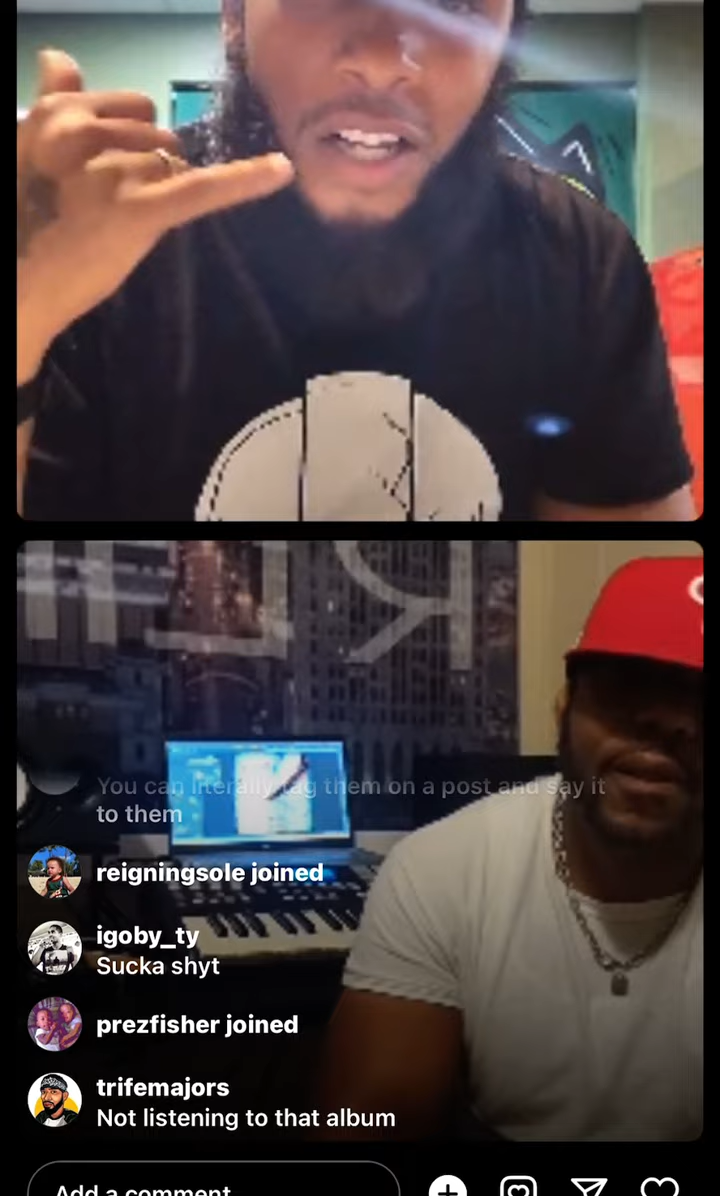 You can literally tag them on a post and say it
to them
reigningsole joined
igoby_ty
Sucka shyt
prezfisher joined
trifemajors
Not listening to that album
Add a comment